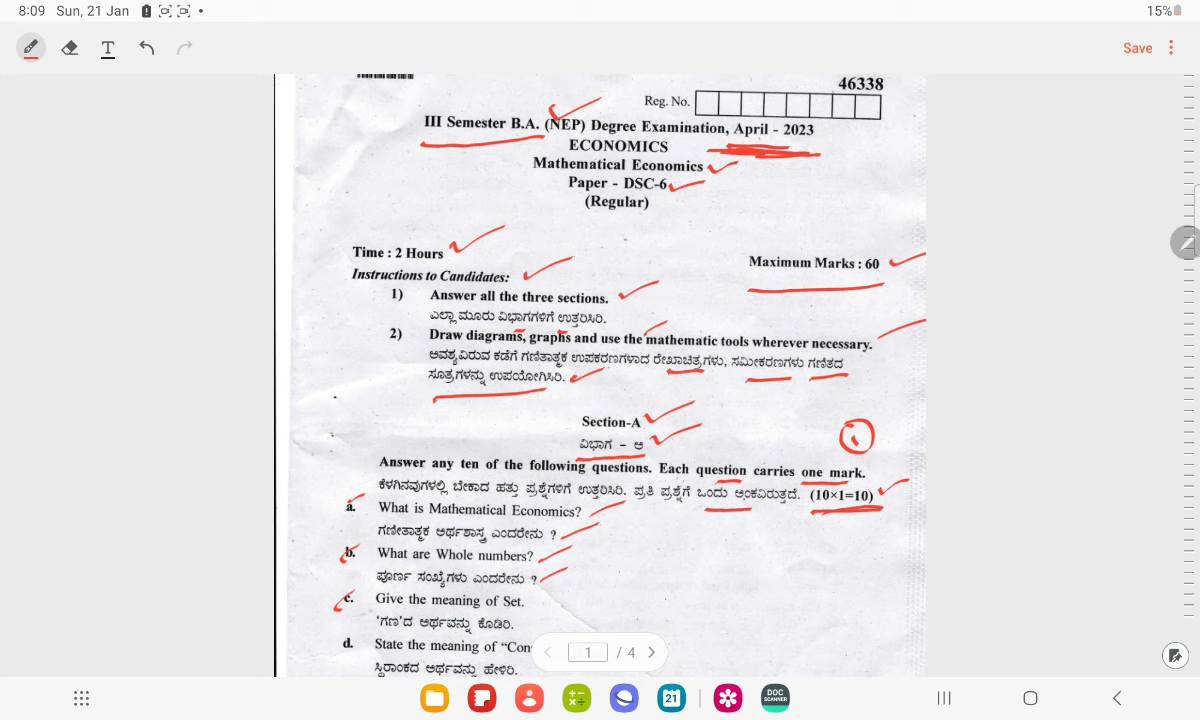 8:09 Sun, 21 Jan
15%
T
Save
46338
Reg. No.
III Semester B.A. (NEP) Degree Examination, April - 2023
ECONOMICS
Mathematical Economics
Paper - DSC-6
(Regular)
Time : 2 Hours
Maximum Marks : 60
Instructions to Candidates:
1) Answer all the three sections.
ಎಲ್ಲಾ ಮೂರು ವಿಭಾಗಗಳಿಗೆ ಉತ್ತರಿಸಿರಿ.
2) Draw diagrams, graphs and use the mathematic tools wherever necessary.
ಅವಶ್ಯವಿರುವ ಕಡೆಗೆ ಗಣಿತಾತ್ಮಕ ಉಪಕರಣಗಳಾದ ರೇಖಾಚಿತ್ರಗಳು, ಸಮೀಕರಣಗಳು ಗಣಿತದ
ಸೂತ್ರಗಳನ್ನು ಉಪಯೋಗಿಸಿರಿ.
Section-A
ವಿಭಾಗ – ಅ
Answer any ten of the following questions. Each question carries one mark.
ಕೆಳಗಿನವುಗಳಲ್ಲಿ ಬೇಕಾದ ಹತ್ತು ಪ್ರಶ್ನೆಗಳಿಗೆ ಉತ್ತರಿಸಿರಿ. ಪ್ರತಿ ಪ್ರಶ್ನೆಗೆ ಒಂದು ಅಂಕವಿರುತ್ತದೆ. (10×1=10)
a. What is Mathematical Economics?
ಗಣೀತಾತ್ಮಕ ಅರ್ಥಶಾಸ್ತ್ರ ಎಂದರೇನು ?
b. What are Whole numbers?
ಪೂರ್ಣ ಸಂಖ್ಯೆಗಳು ಎಂದರೇನು ?
c. Give the meaning of Set.
‘ಗಣ’ದ ಅರ್ಥವನ್ನು ಕೊಡಿರಿ.
d. State the meaning of “Con
ಸ್ಥಿರಾಂಕದ ಅರ್ಥವನ್ನು ಹೇಳಿರಿ.
1 / 4
21
DOC
SCANNER